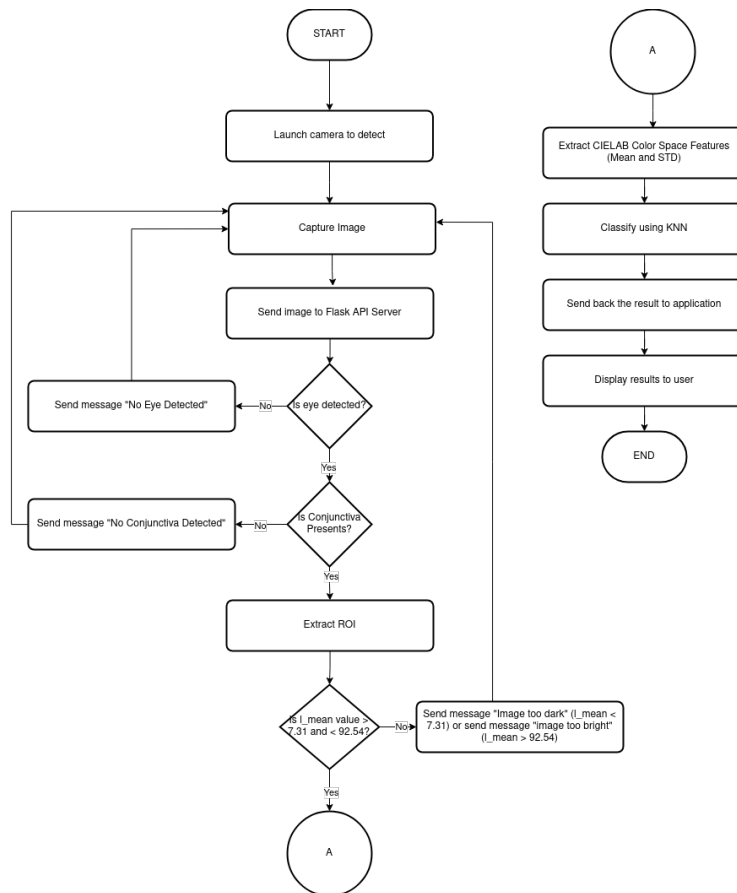 START
Launch camera to detect
Capture Image
Send image to Flask API Server
Is eye detected?
No
Send message "No Eye Detected"
Yes
Is Conjunctiva
Presents?
No
Send message "No Conjunctiva Detected"
Yes
Extract ROI
Is l_mean value >
7.31 and < 92.54?
No
Send message "Image too dark" (l_mean <
7.31) or send message "image too bright"
(l_mean > 92.54)
Yes
A
A
Extract CIELAB Color Space Features
(Mean and STD)
Classify using KNN
Send back the result to application
Display results to user
END